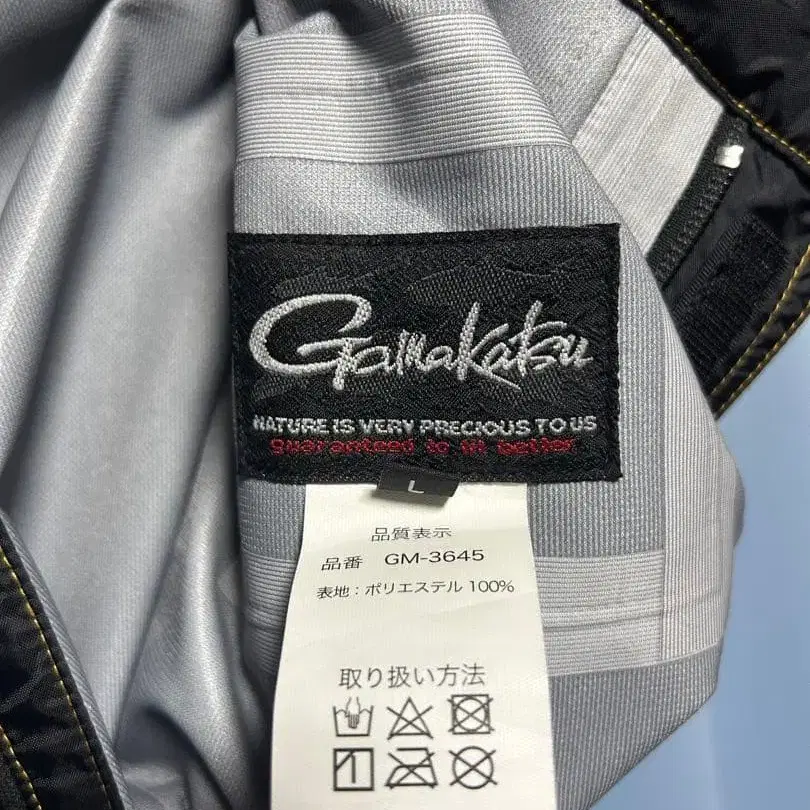 Gamakatsu
NATURE IS VERY PRECIOUS TO US
guaranteed to fit better
L
品質表示
品番 GM-3645
表地：ポリエステル 100%
取り扱い方法